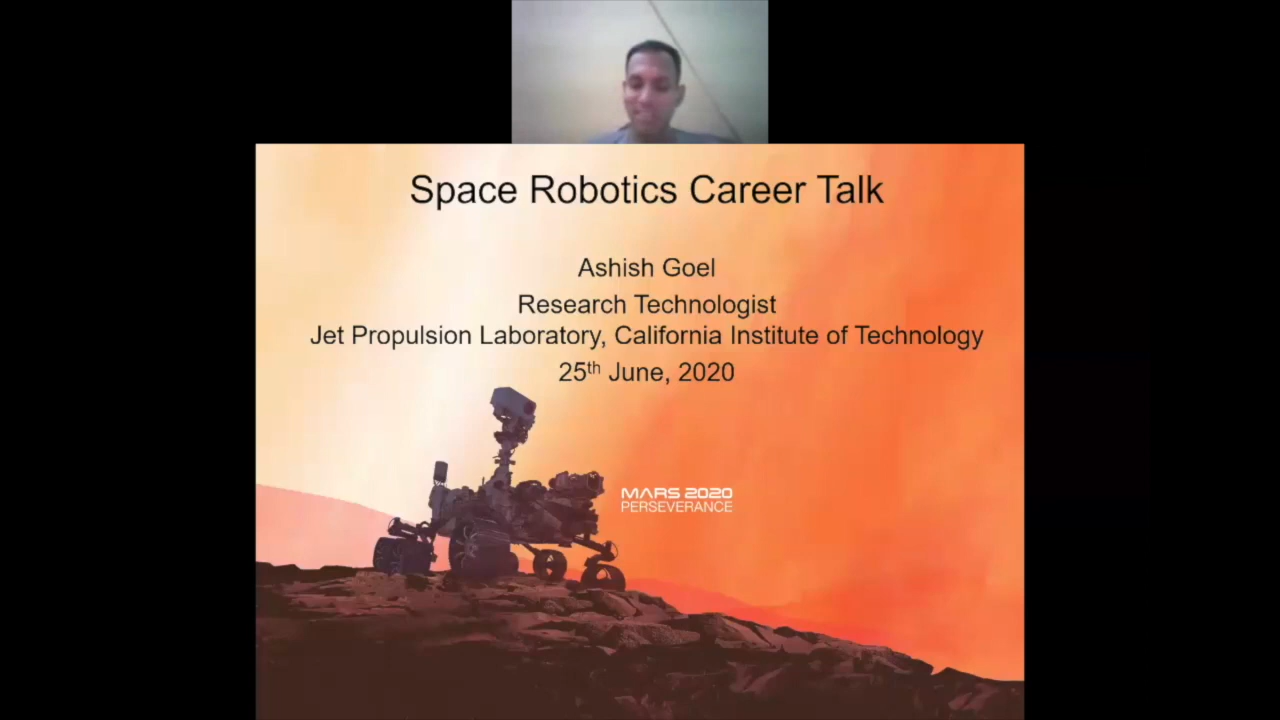 Space Robotics Career Talk
Ashish Goel
Research Technologist
Jet Propulsion Laboratory, California Institute of Technology
25th June, 2020
MARS 2020
PERSEVERANCE